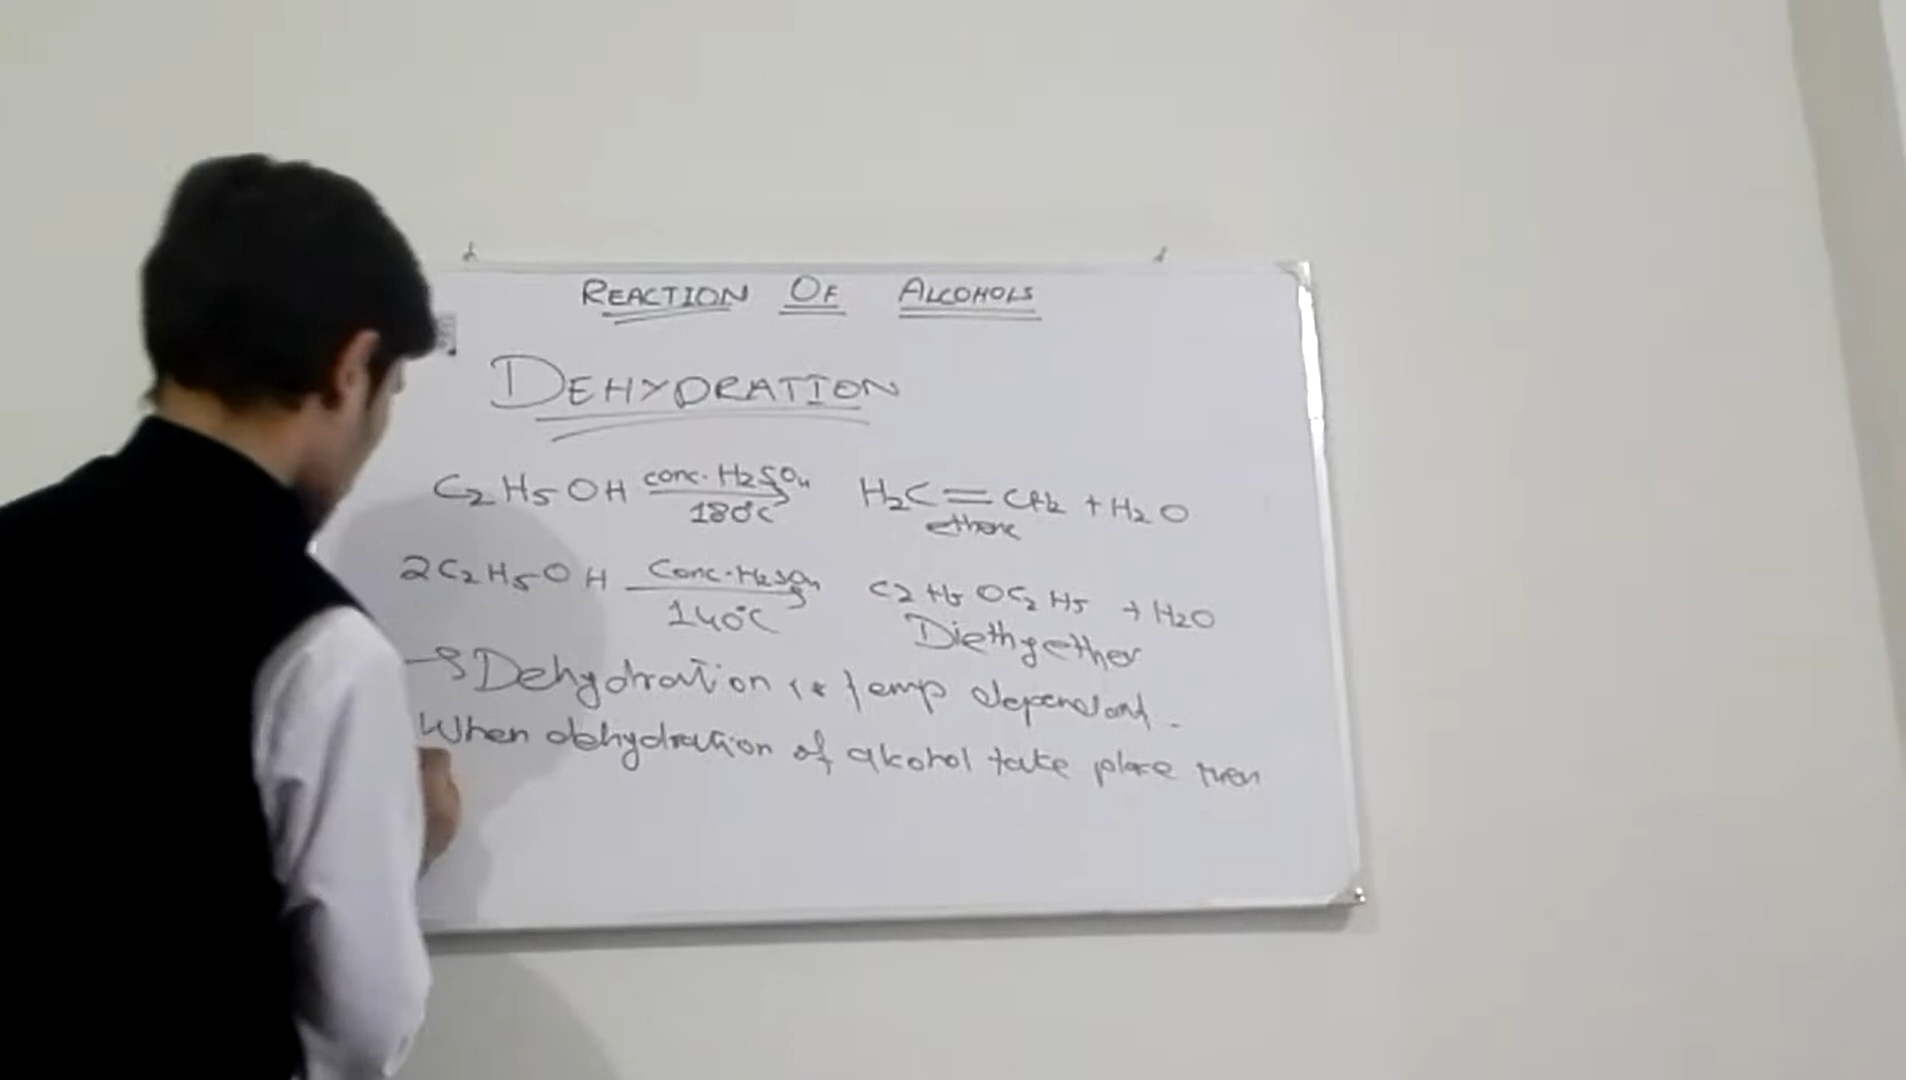 REACTION OF ALCOHOLS
DEHYDRATION
C2H5OH conc. H2SO4 180°C H2C=CH2 + H2O
ethene
2C2H5OH Conc. H2SO4 140°C C2H5OC2H5 + H2O
Diethyether
→ Dehydration is temp dependant.
When dehydration of alcohol take place then